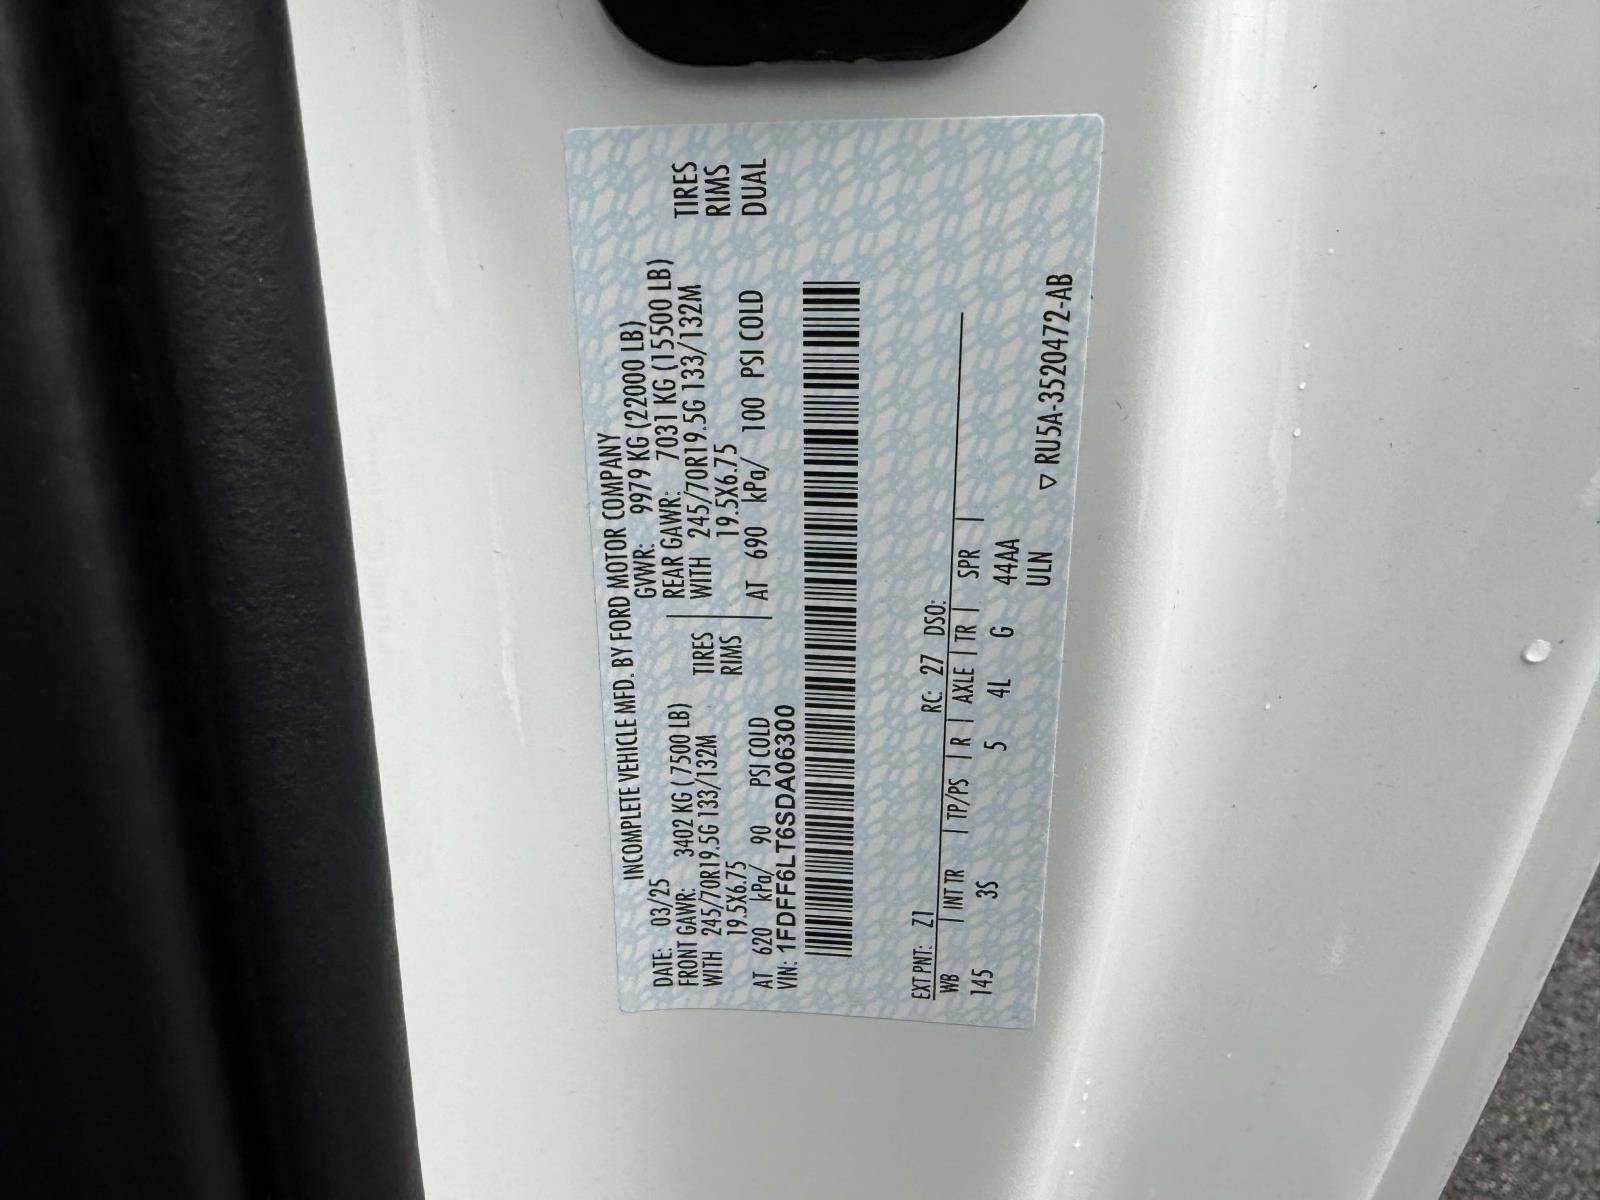 INCOMPLETE VEHICLE MFD. BY FORD MOTOR COMPANY
DATE: 03/25 GVWR: 9979 KG (22000 LB)
FRONT GAWR: 3402 KG ( 7500 LB) REAR GAWR: 7031 KG (15500 LB)
WITH 245/70R19.5G 133/132M TIRES WITH 245/70R19.5G 133/132M TIRES
19.5X6.75 RIMS 19.5X6.75 RIMS
AT 620 kPa/ 90 PSI COLD AT 690 kPa/ 100 PSI COLD DUAL
VIN: 1FDFF6LT6SDA06300
EXT PNT: Z1 RC: 27 DSO:
WB | INT TR | TP/PS | R | AXLE | TR | SPR |
145 3S 5 4L G 44AA
ULN
▽ RU5A-3520472-AB